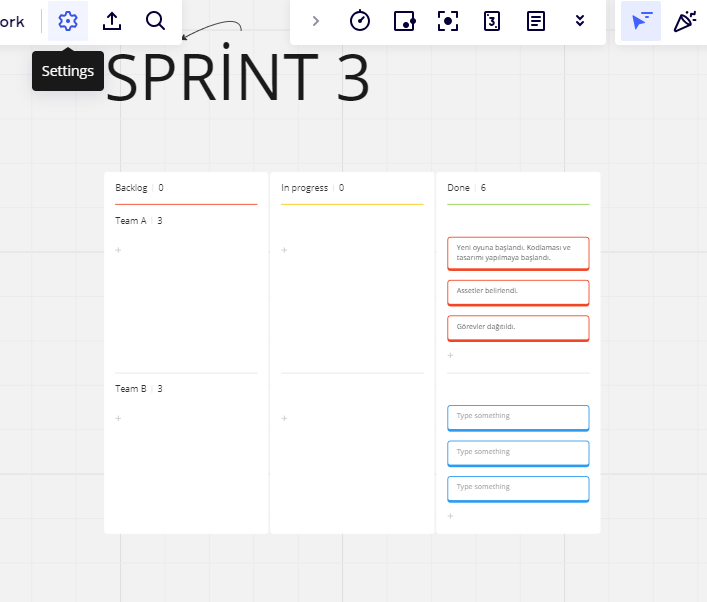 ork
Settings
SPRİNT 3
Backlog 0
In progress 0
Done 6
Team A 3
Yeni oyuna başlandı. Kodlaması ve
tasarımı yapılmaya başlandı.
Assetler belirlendi.
Görevler dağıtıldı.
Team B 3
Type something
Type something
Type something